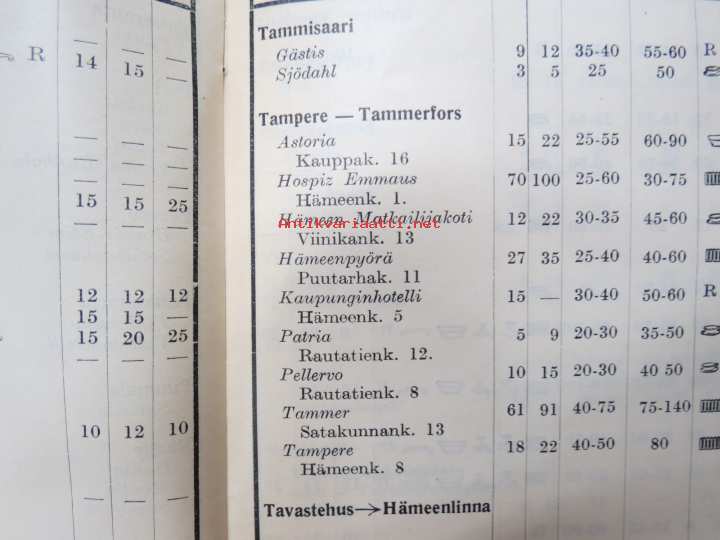 R
—
14 15 —
—
— — —
— — —
— — —
15 15 25
— — —
12 12 12
15 15 —
15 20 25
— — —
10 12 10
— — —
Tammisaari
Gästis 9 12 35-40 55-60 R
Sjödahl 3 5 25 50
Tampere — Tammerfors
Astoria 15 22 25-55 60-90
Kauppak. 16
Hospiz Emmaus 70 100 25-60 30-75
Hämeenk. 1.
Hämeen Matkailijakoti 12 22 30-35 45-60
Antikvariaatti.net
Viinikank. 13
Hämeenpyörä 27 35 25-40 40-60
Puutarhak. 11
Kaupunginhotelli 15 — 30-40 50-60 R
Hämeenk. 5
Patria 5 9 20-30 35-50
Rautatienk. 12.
Pellervo 10 15 20-30 40 50
Rautatienk. 8
Tammer 61 91 40-75 75-140
Satakunnank. 13
Tampere 18 22 40-50 80
Hämeenk. 8
Tavastehus→Hämeenlinna